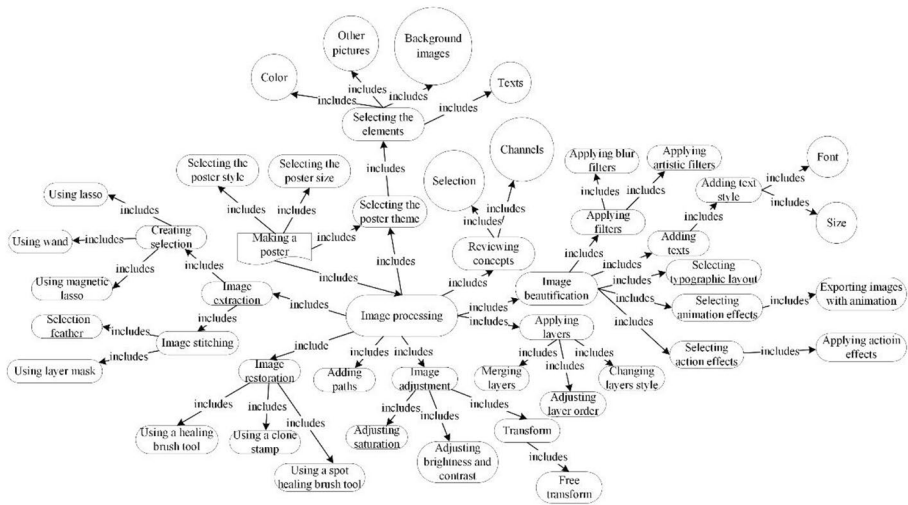 Other
pictures
Background
images
Color
Texts
includes
includes
includes
includes
Selecting the
elements
Channels
Applying blur
filters
Applying
artistic filters
Font
Selecting the
poster style
Selecting the
poster size
includes
Selection
includes
includes
includes
Adding text
style
includes
Using lasso
Selecting the
poster theme
includes
includes
includes
Size
includes
Applying
filters
includes
Creating
selection
Making a
poster
includes
Adding
texts
Using wand
includes
Reviewing
concepts
includes
includes
includes
includes
Selecting
typographic layout
Using magnetic
lasso
Image
extraction
includes
includes
Image
beautification
includes
includes
Selecting
animation effects
includes
Exporting images
with animation
Selection
feather
includes
includes
Image processing
includes
includes
Applying
layers
includes
Image stitching
include
includes
includes
includes
includes
Selecting
action effects
includes
Applying actioin
effects
Using layer mask
includes
Image
restoration
Adding
paths
Image
adjustment
Merging
layers
includes
Changing
layers style
includes
includes
includes
includes
includes
includes
Adjusting
layer order
Using a healing
brush tool
Using a clone
stamp
Adjusting
saturation
Transform
Adjusting
brightness and
contrast
includes
Using a spot
healing brush tool
Free
transform